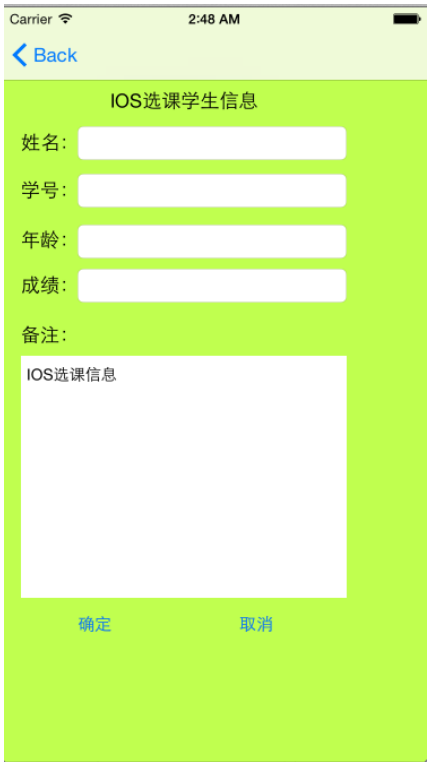 Carrier 2:48 AM
Back
IOS选课学生信息
姓名：
学号：
年龄：
成绩：
备注：
IOS选课信息
确定 取消